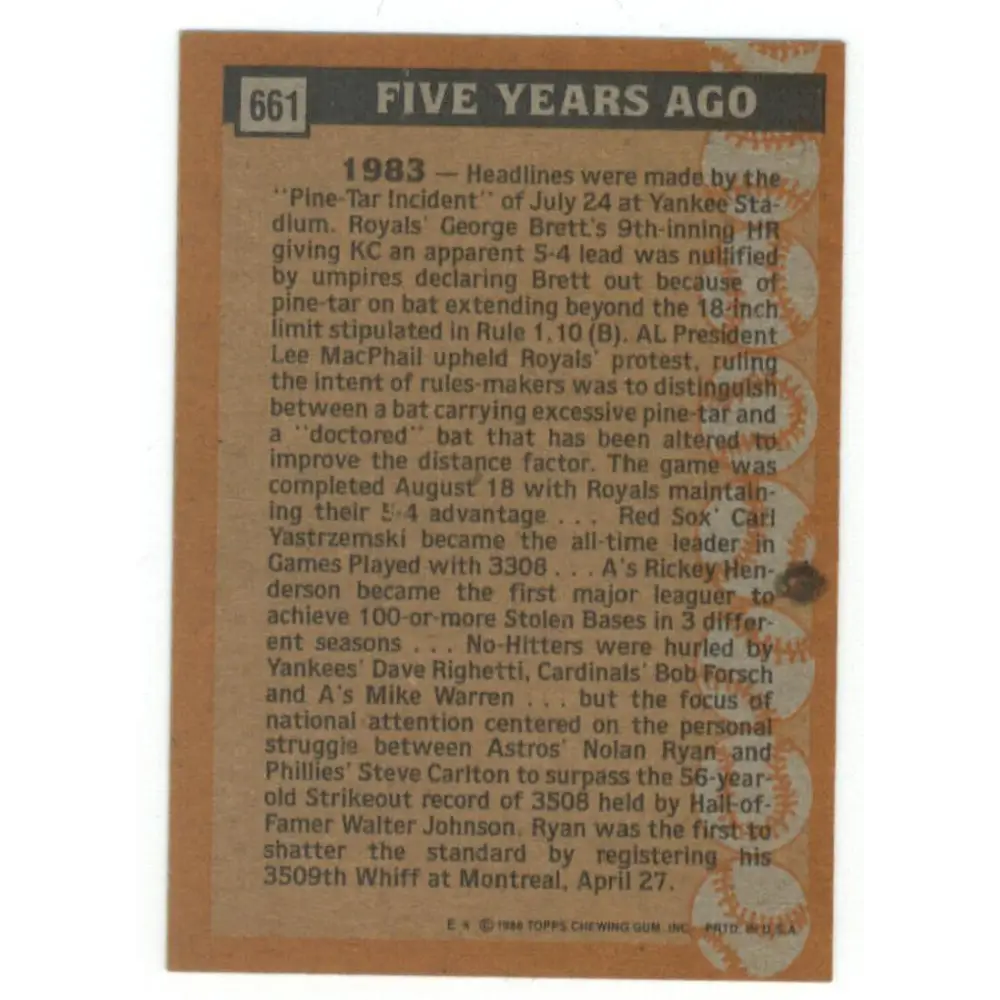 661 FIVE YEARS AGO
1983 — Headlines were made by the
"Pine-Tar Incident" of July 24 at Yankee Sta-
dium. Royals' George Brett's 9th-inning HR
giving KC an apparent 5-4 lead was nullified
by umpires declaring Brett out because of
pine-tar on bat extending beyond the 18-inch
limit stipulated in Rule 1.10 (B). AL President
Lee MacPhail upheld Royals' protest, ruling
the intent of rules-makers was to distinguish
between a bat carrying excessive pine-tar and
a "doctored" bat that has been altered to
improve the distance factor. The game was
completed August 18 with Royals maintain-
ing their 5-4 advantage . . . Red Sox' Carl
Yastrzemski became the all-time leader in
Games Played with 3308 . . . A's Rickey Hen-
derson became the first major leaguer to
achieve 100-or-more Stolen Bases in 3 differ-
ent seasons . . . No-Hitters were hurled by
Yankees' Dave Righetti, Cardinals' Bob Forsch
and A's Mike Warren . . . but the focus of
national attention centered on the personal
struggle between Astros' Nolan Ryan and
Phillies' Steve Carlton to surpass the 56-year-
old Strikeout record of 3508 held by Hall-of-
Famer Walter Johnson. Ryan was the first to
shatter the standard by registering his
3509th Whiff at Montreal, April 27.
E * © 1988 TOPPS CHEWING GUM, INC. PRTD. IN U.S.A.